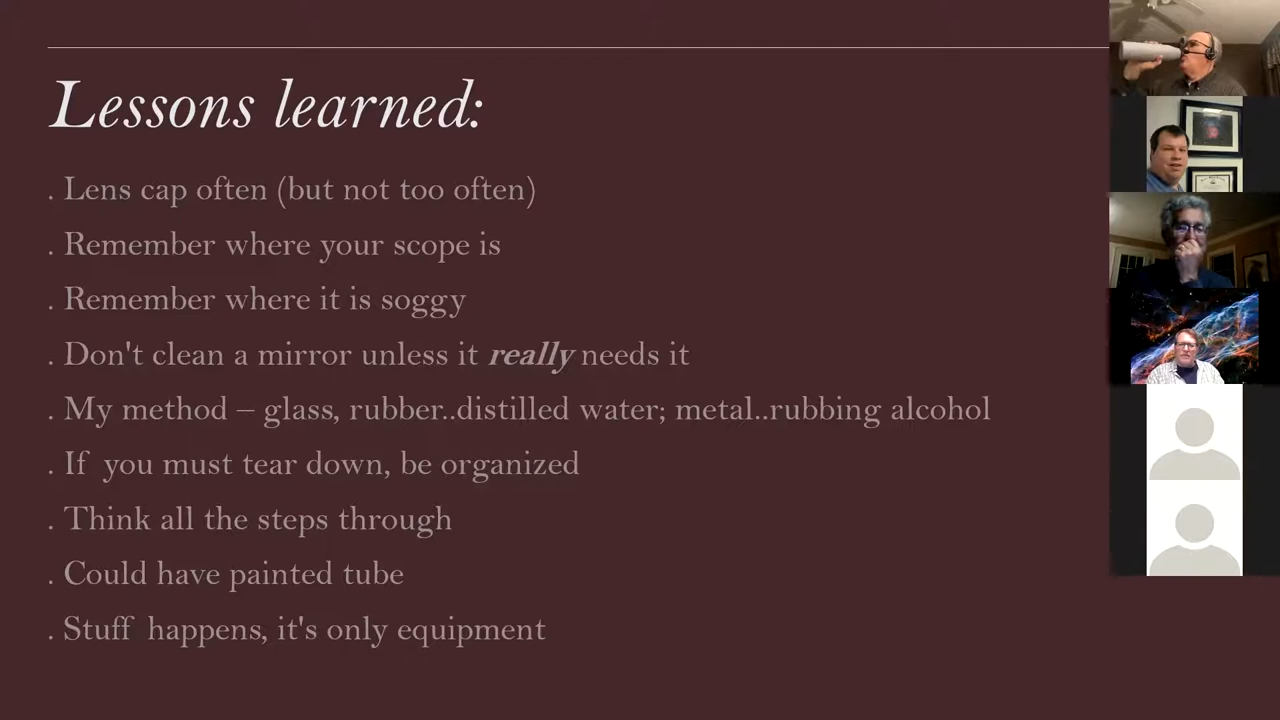 Lessons learned:
. Lens cap often (but not too often)
. Remember where your scope is
. Remember where it is soggy
. Don't clean a mirror unless it really needs it
. My method – glass, rubber..distilled water; metal..rubbing alcohol
. If you must tear down, be organized
. Think all the steps through
. Could have painted tube
. Stuff happens, it's only equipment